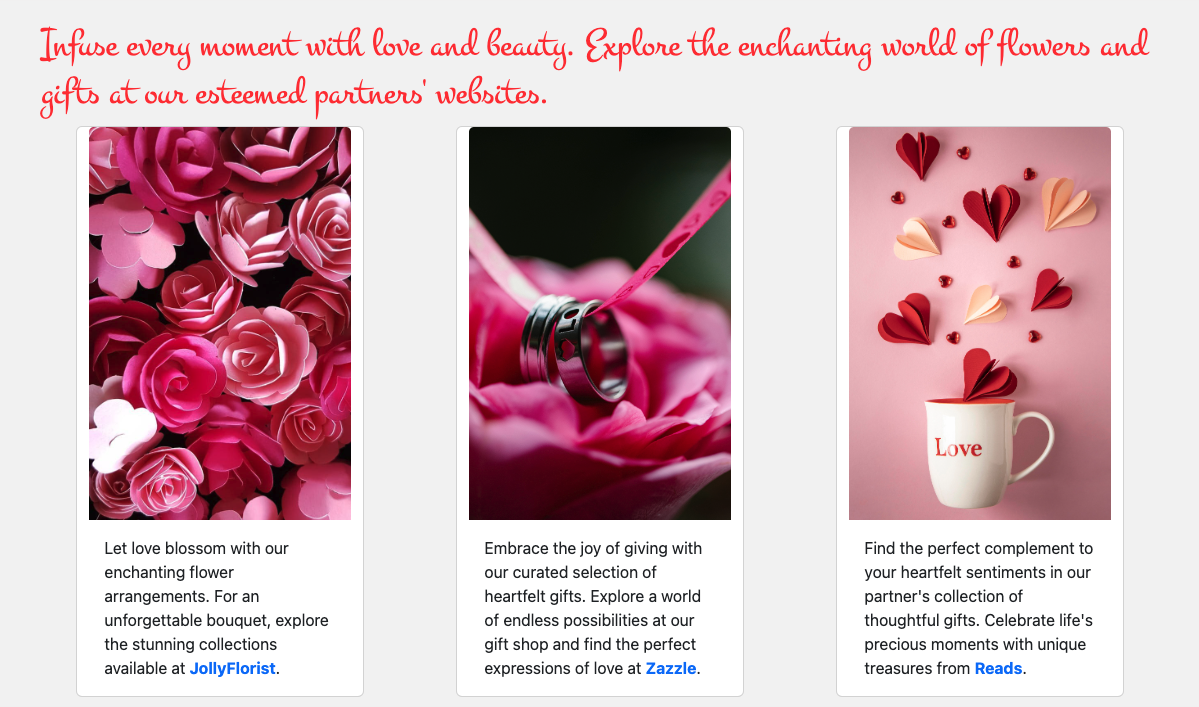 Infuse every moment with love and beauty. Explore the enchanting world of flowers and
gifts at our esteemed partners' websites.
Love
Let love blossom with our
enchanting flower
arrangements. For an
unforgettable bouquet, explore
the stunning collections
available at JollyFlorist.
Embrace the joy of giving with
our curated selection of
heartfelt gifts. Explore a world
of endless possibilities at our
gift shop and find the perfect
expressions of love at Zazzle.
Find the perfect complement to
your heartfelt sentiments in our
partner's collection of
thoughtful gifts. Celebrate life's
precious moments with unique
treasures from Reads.